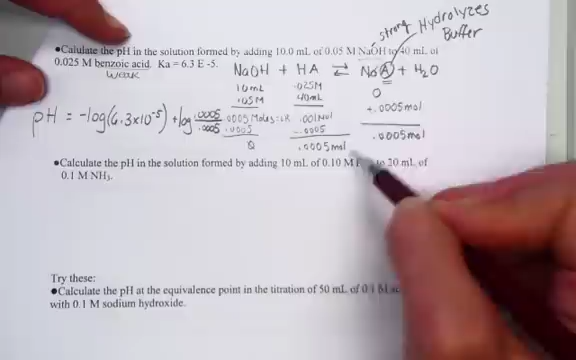 strong Hydrolyzes
Buffer
●Calulate the pH in the solution formed by adding 10.0 mL of 0.05 M NaOH to 40 mL of
0.025 M benzoic acid. Ka = 6.3 E -5.
weak
NaOH + HA ⇌ NaA + H2O
10mL .025M 0
.05M 40mL +.0005mol
pH = -log(6.3x10⁻⁵) + log .0005/.0005
.0005 Moles=LR .001mol
-.0005 -.0005 .0005mol
0 .0005mol
●Calculate the pH in the solution formed by adding 10 mL of 0.10 M to 20 mL of
0.1 M NH3.
Try these:
●Calculate the pH at the equivalence point in the titration of 50 mL of 0.1 M
with 0.1 M sodium hydroxide.